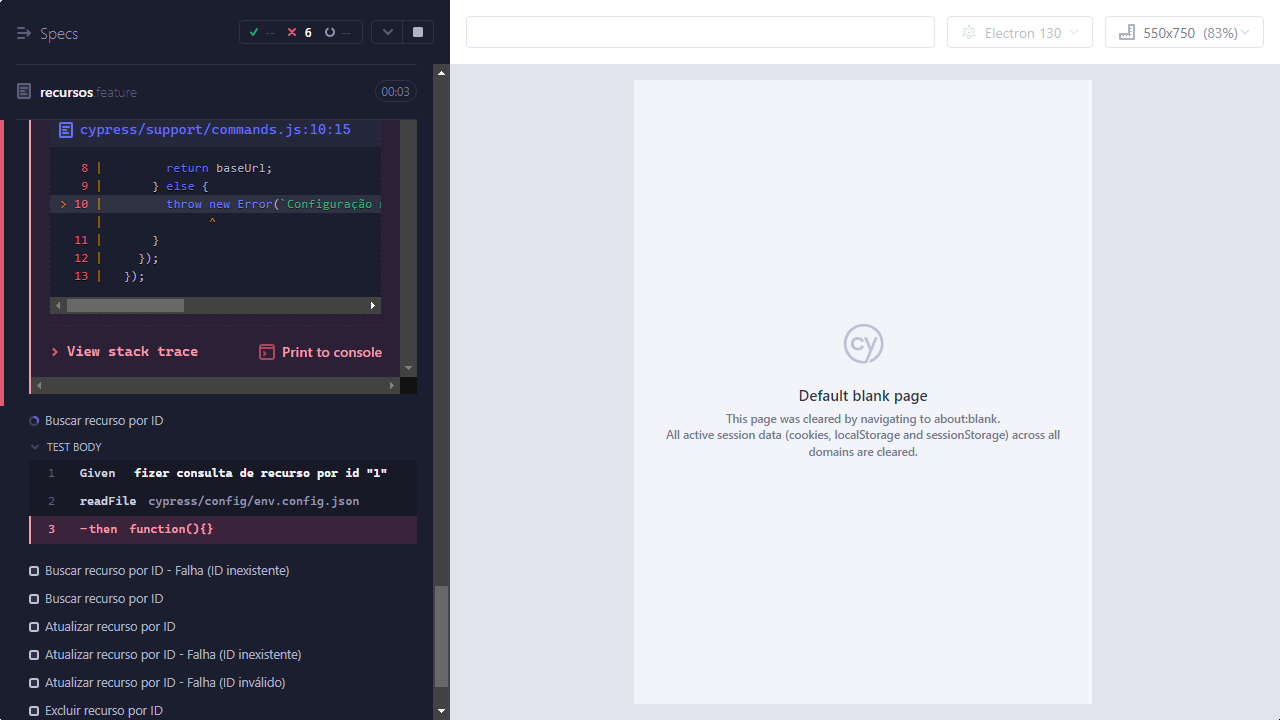 Specs
--
6
--
Electron 130
550x750 (83%)
recursos.feature
00:03
cypress/support/commands.js:10:15
8 | return baseUrl;
9 | } else {
> 10 | throw new Error(`Configuração
| ^
11 | }
12 | });
13 | });
View stack trace
Print to console
Buscar recurso por ID
TEST BODY
1 Given fizer consulta de recurso por id "1"
2 readFile cypress/config/env.config.json
3 -then function(){}
Buscar recurso por ID - Falha (ID inexistente)
Buscar recurso por ID
Atualizar recurso por ID
Atualizar recurso por ID - Falha (ID inexistente)
Atualizar recurso por ID - Falha (ID inválido)
Excluir recurso por ID
cy
Default blank page
This page was cleared by navigating to about:blank.
All active session data (cookies, localStorage and sessionStorage) across all
domains are cleared.